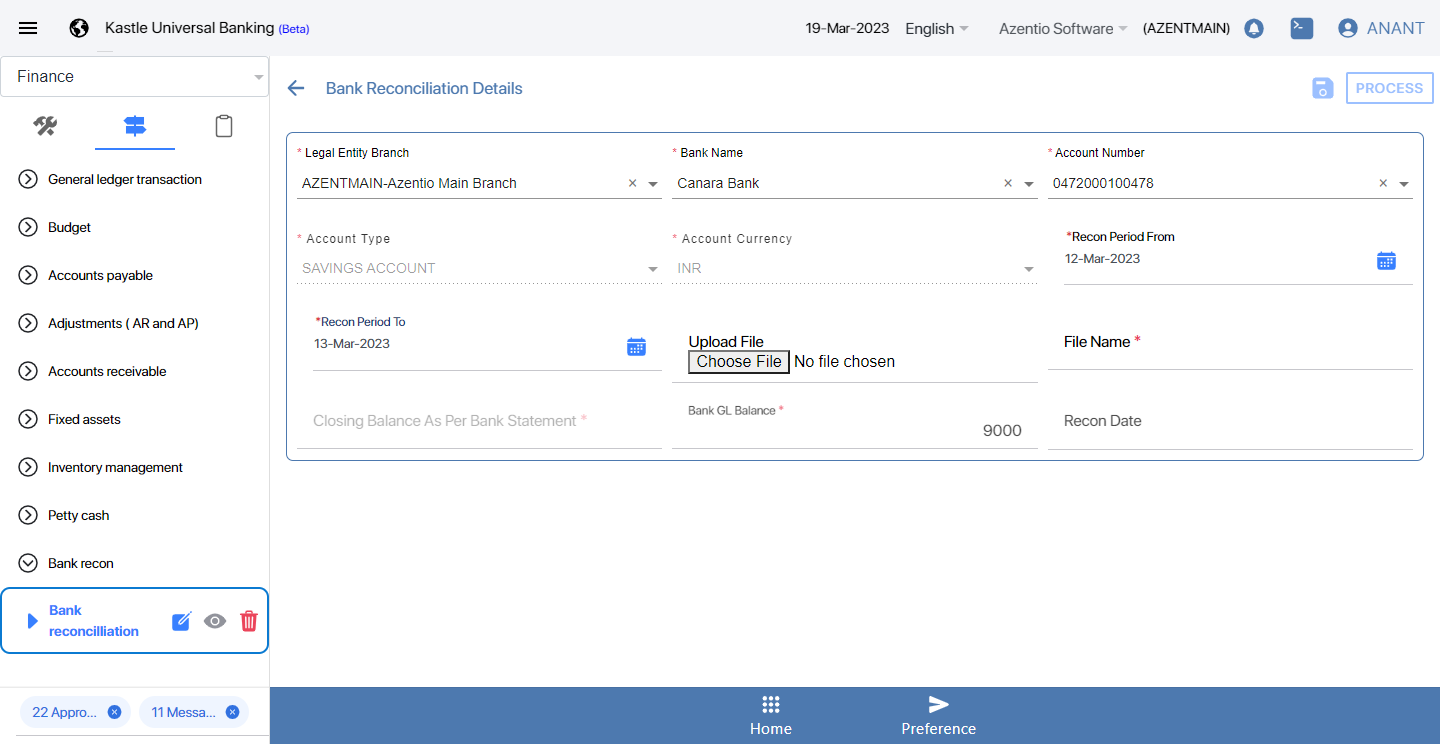 Kastle Universal Banking (Beta)
19-Mar-2023 English Azentio Software (AZENTMAIN) ANANT
Finance
General ledger transaction
Budget
Accounts payable
Adjustments ( AR and AP)
Accounts receivable
Fixed assets
Inventory management
Petty cash
Bank recon
Bank
reconcilliation
22 Appro... 11 Messa...
Bank Reconciliation Details
PROCESS
* Legal Entity Branch * Bank Name * Account Number
AZENTMAIN-Azentio Main Branch × Canara Bank × 0472000100478 ×
* Account Type * Account Currency *Recon Period From
SAVINGS ACCOUNT INR 12-Mar-2023
*Recon Period To
13-Mar-2023
Upload File File Name *
Choose File No file chosen
Bank GL Balance *
Closing Balance As Per Bank Statement * Recon Date
9000
Home Preference